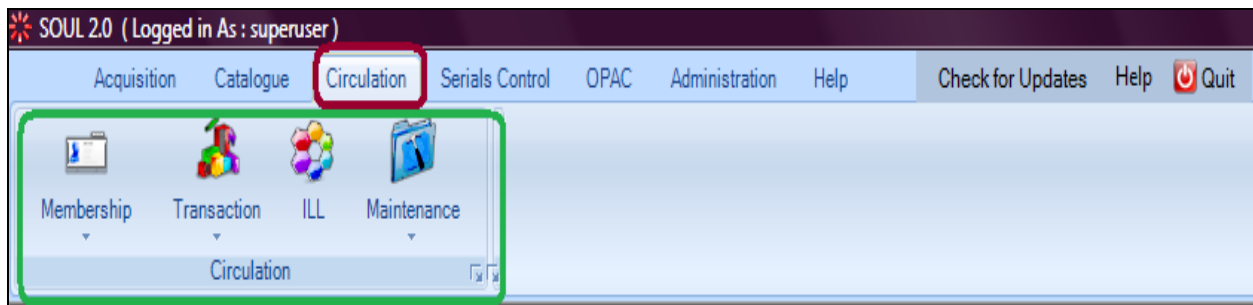 SOUL 2.0 ( Logged in As : superuser )
Acquisition Catalogue Circulation Serials Control OPAC Administration Help Check for Updates Help Quit
Membership Transaction ILL Maintenance
Circulation